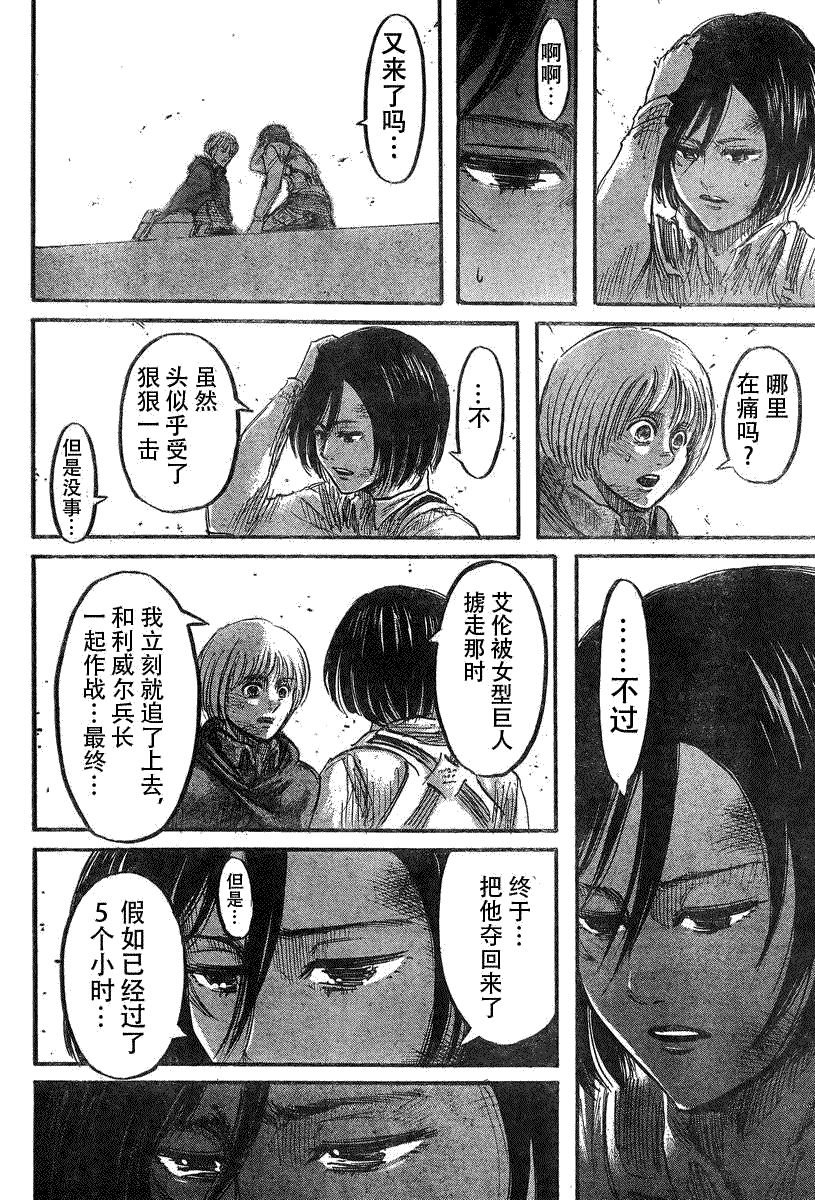 啊啊…
又来了吗…
哪里
在痛吗？
…不
虽然
头似乎受了
狠狠一击
但是没事…
……不过
艾伦被女型巨人
掳走那时
我立刻就追了上去,
和利威尔兵长
一起作战…最终…
终于…
把他夺回来了
但是…
假如已经过了
5个小时…